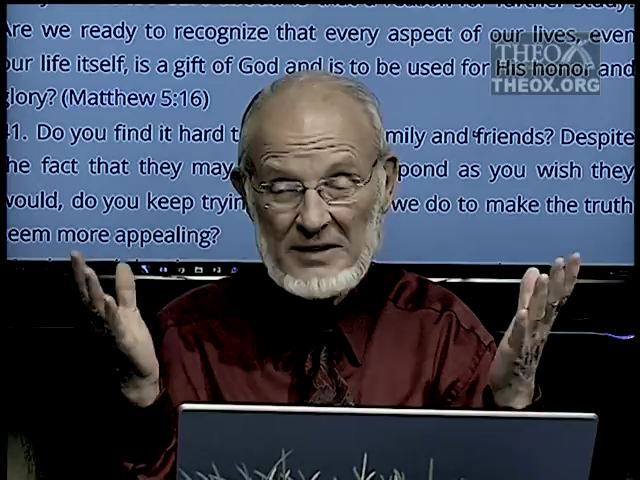 Are we ready to recognize that every aspect of our lives, even
our life itself, is a gift of God and is to be used for His honor and
glory? (Matthew 5:16)
41. Do you find it hard t mily and friends? Despite
he fact that they may pond as you wish they
would, do you keep tryin we do to make the truth
eem more appealing?
THEOX
THEOX.ORG